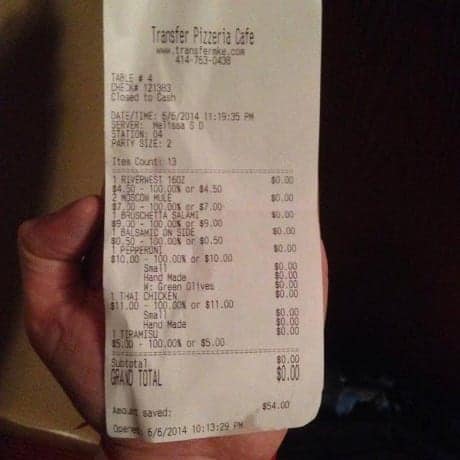 Transfer Pizzeria Cafe
www.transfermke.com
414-763-0438
TABLE # 4
CHECK# 121383
Closed to Cash
DATE/TIME: 6/6/2014 11:19:35 PM
SERVER: Melissa S D
STATION: 04
PARTY SIZE: 2
Item Count: 13
1 RIVERWEST 16OZ $0.00
$4.50 - 100.00% or $4.50
2 MOSCOW MULE $0.00
$7.00 - 100.00% or $7.00
1 BRUSCHETTA SALAMI $0.00
$9.00 - 100.00% or $9.00
1 BALSAMIC ON SIDE $0.00
$0.50 - 100.00% or $0.50
1 PEPPERONI $0.00
$10.00 - 100.00% or $10.00
Small $0.00
Hand Made $0.00
W: Green Olives $0.00
1 THAI CHICKEN $0.00
$11.00 - 100.00% or $11.00
Small $0.00
Hand Made $0.00
1 TIRAMISU $0.00
$5.00 - 100.00% or $5.00
Subtotal $0.00
GRAND TOTAL $0.00
Amount saved: $54.00
Opened: 6/6/2014 10:13:29 PM